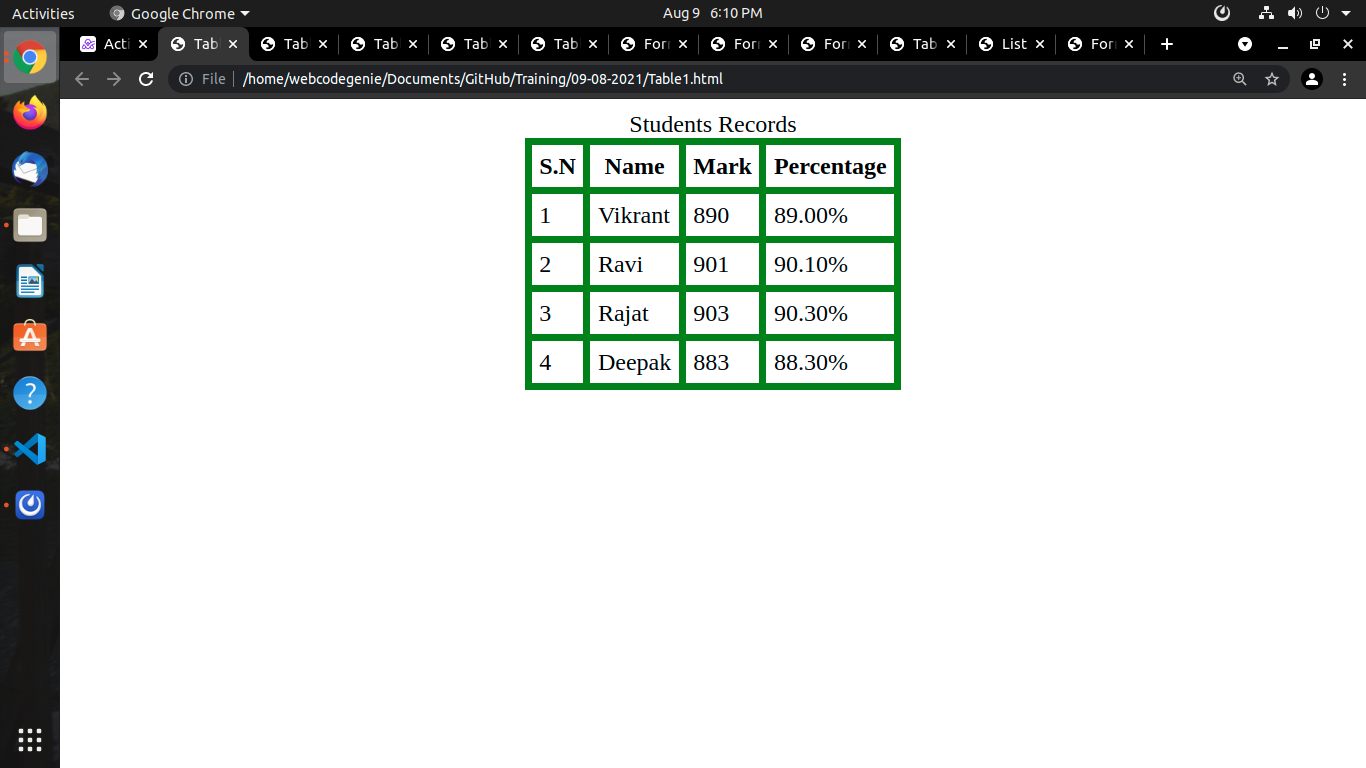 Activities Google Chrome Aug 9 6:10 PM
Acti Tab Tab Tab Tab Tab Forr Forr Forr Tab List Forr
File /home/webcodegenie/Documents/GitHub/Training/09-08-2021/Table1.html
Students Records
S.N Name Mark Percentage
1 Vikrant 890 89.00%
2 Ravi 901 90.10%
3 Rajat 903 90.30%
4 Deepak 883 88.30%